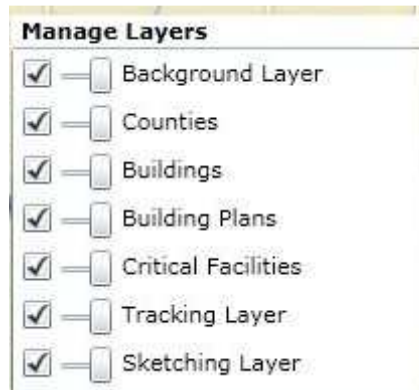 Manage Layers
Background Layer
Counties
Buildings
Building Plans
Critical Facilities
Tracking Layer
Sketching Layer